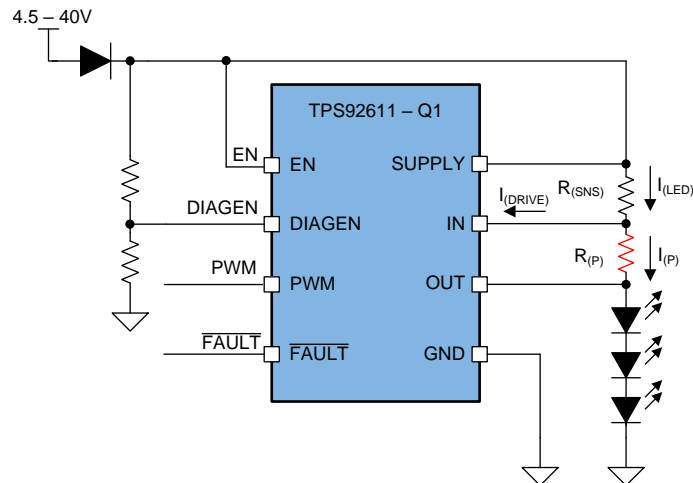 4.5 – 40V
TPS92611 – Q1
EN
EN
SUPPLY
R(SNS)
I(LED)
I(DRIVE)
DIAGEN
DIAGEN
IN
R(P)
I(P)
PWM
PWM
OUT
FAULT
FAULT
GND